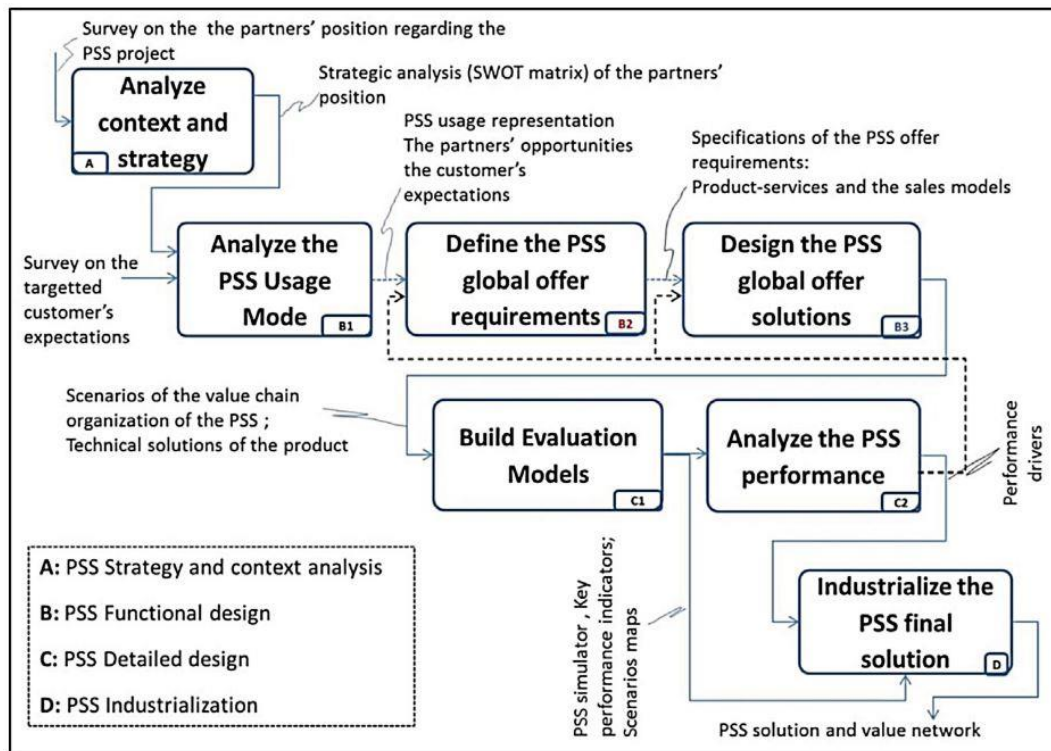 Survey on the the partners' position regarding the
PSS project
Analyze
context and
strategy
A
Strategic analysis (SWOT matrix) of the partners'
position
PSS usage representation
The partners' opportunities
the customer's
expectations
Specifications of the PSS offer
requirements:
Product-services and the sales models
Survey on the
targetted
customer's
expectations
Analyze the
PSS Usage
Mode
B1
Define the PSS
global offer
requirements
B2
Design the PSS
global offer
solutions
B3
Scenarios of the value chain
organization of the PSS ;
Technical solutions of the product
Build Evaluation
Models
C1
Analyze the PSS
performance
C2
Performance
drivers
A: PSS Strategy and context analysis
B: PSS Functional design
C: PSS Detailed design
D: PSS Industrialization
PSS simulator , Key
performance indicators;
Scenarios maps
Industrialize the
PSS final
solution
D
PSS solution and value network